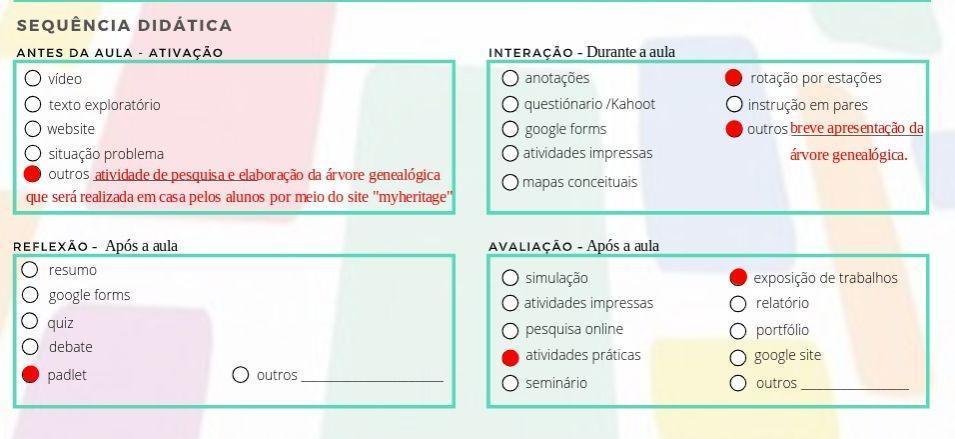 SEQUÊNCIA DIDÁTICA
ANTES DA AULA - ATIVAÇÃO
vídeo
texto exploratório
website
situação problema
outros atividade de pesquisa e elaboração da árvore genealógica
que será realizada em casa pelos alunos por meio do site "myheritage"
INTERAÇÃO - Durante a aula
anotações
questiónario /Kahoot
google forms
atividades impressas
mapas conceituais
rotação por estações
instrução em pares
outros breve apresentação da
árvore genealógica.
REFLEXÃO - Após a aula
resumo
google forms
quiz
debate
padlet
outros ____________________
AVALIAÇÃO - Após a aula
simulação
atividades impressas
pesquisa online
atividades práticas
seminário
exposição de trabalhos
relatório
portfólio
google site
outros _______________